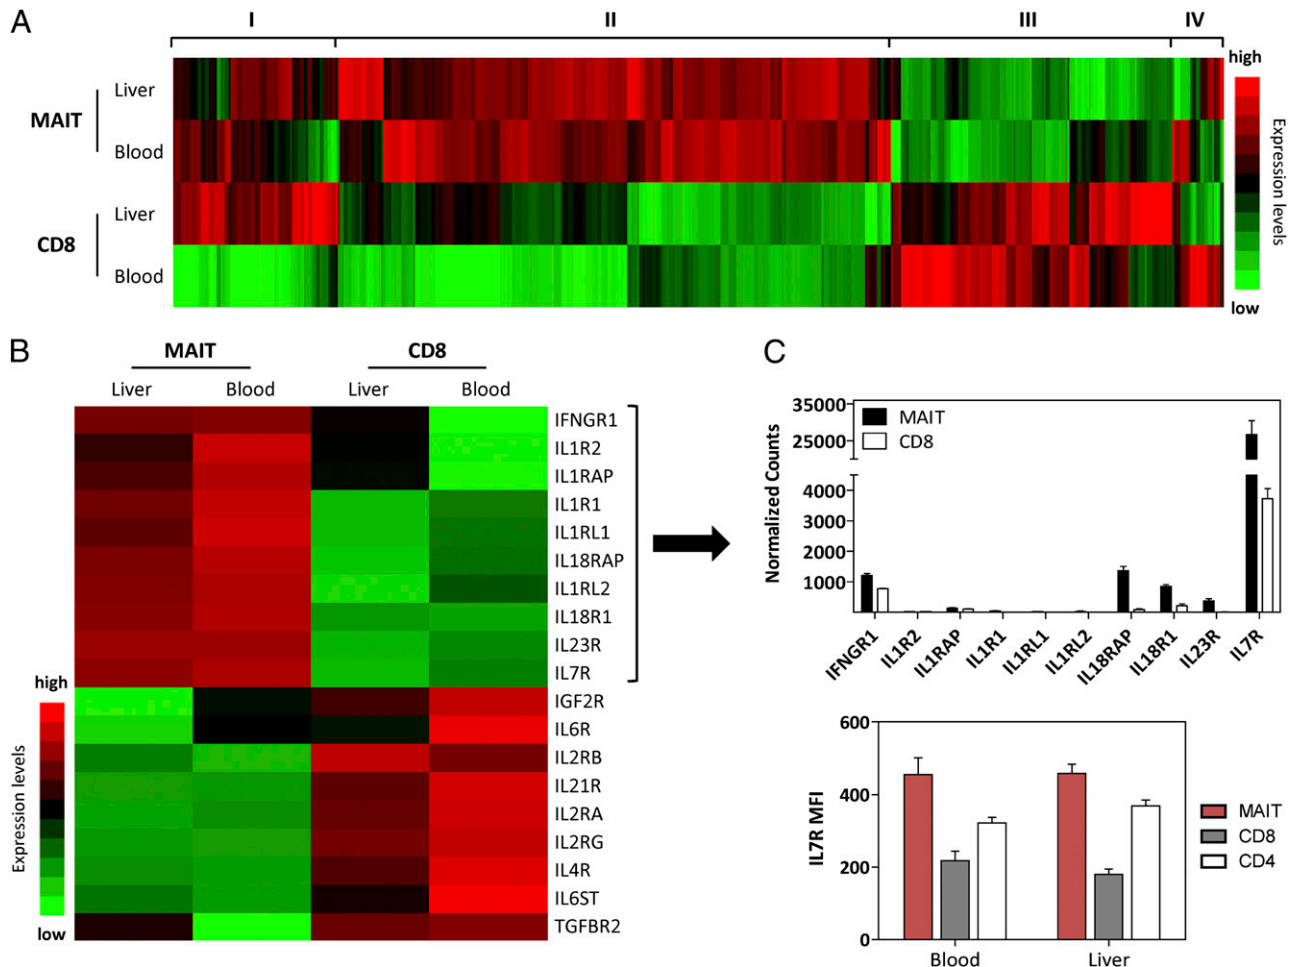 A
I II III IV
MAIT
Liver
Blood
CD8
Liver
Blood
high
Expression levels
low
B
MAIT CD8
Liver Blood Liver Blood
IFNGR1
IL1R2
IL1RAP
IL1R1
IL1RL1
IL18RAP
IL1RL2
IL18R1
IL23R
IL7R
IGF2R
IL6R
IL2RB
IL21R
IL2RA
IL2RG
IL4R
IL6ST
TGFBR2
high
Expression levels
low
C
Normalized Counts
35000
25000
4000
3000
2000
1000
MAIT
CD8
IFNGR1 IL1R2 IL1RAP IL1R1 IL1RL1 IL1RL2 IL18RAP IL18R1 IL23R IL7R
IL7R MFI
600
400
200
0
Blood Liver
MAIT
CD8
CD4